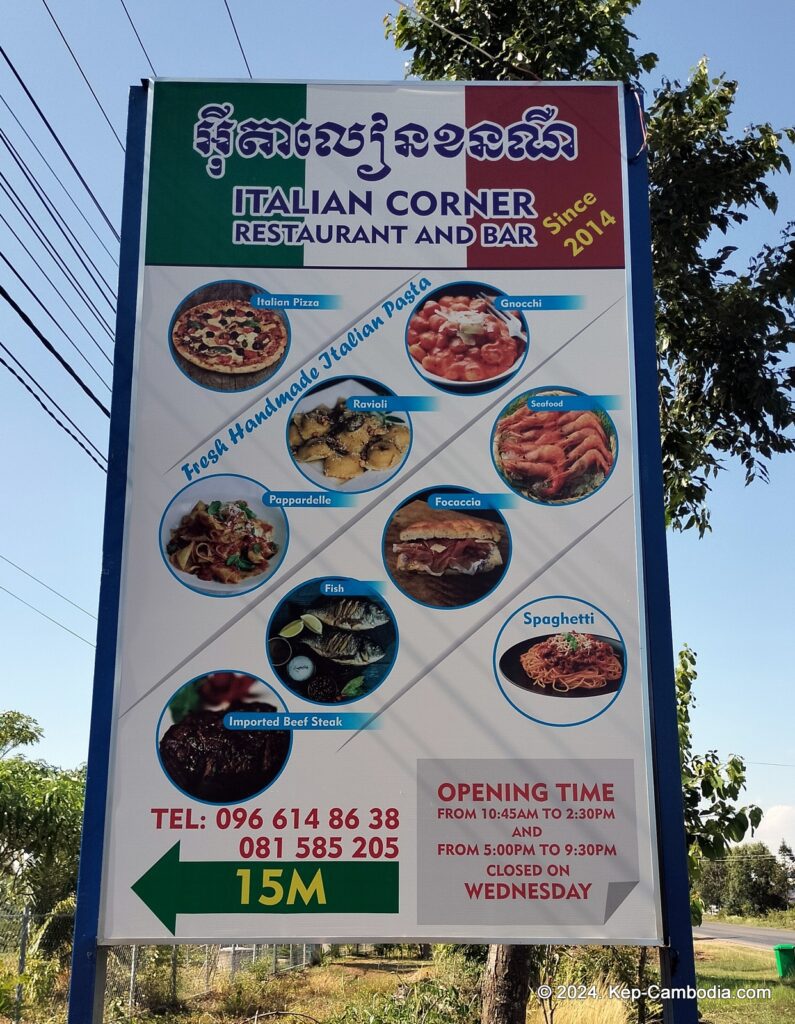 អ៊ីតាលៀនខនណឺ
ITALIAN CORNER
RESTAURANT AND BAR
Since
2014
Italian Pizza
Fresh Handmade Italian Pasta
Gnocchi
Ravioli
Seafood
Pappardelle
Focaccia
Fish
Spaghetti
Imported Beef Steak
TEL: 096 614 86 38
081 585 205
15M
OPENING TIME
FROM 10:45AM TO 2:30PM
AND
FROM 5:00PM TO 9:30PM
CLOSED ON
WEDNESDAY
© 2024. Kep-Cambodia.com